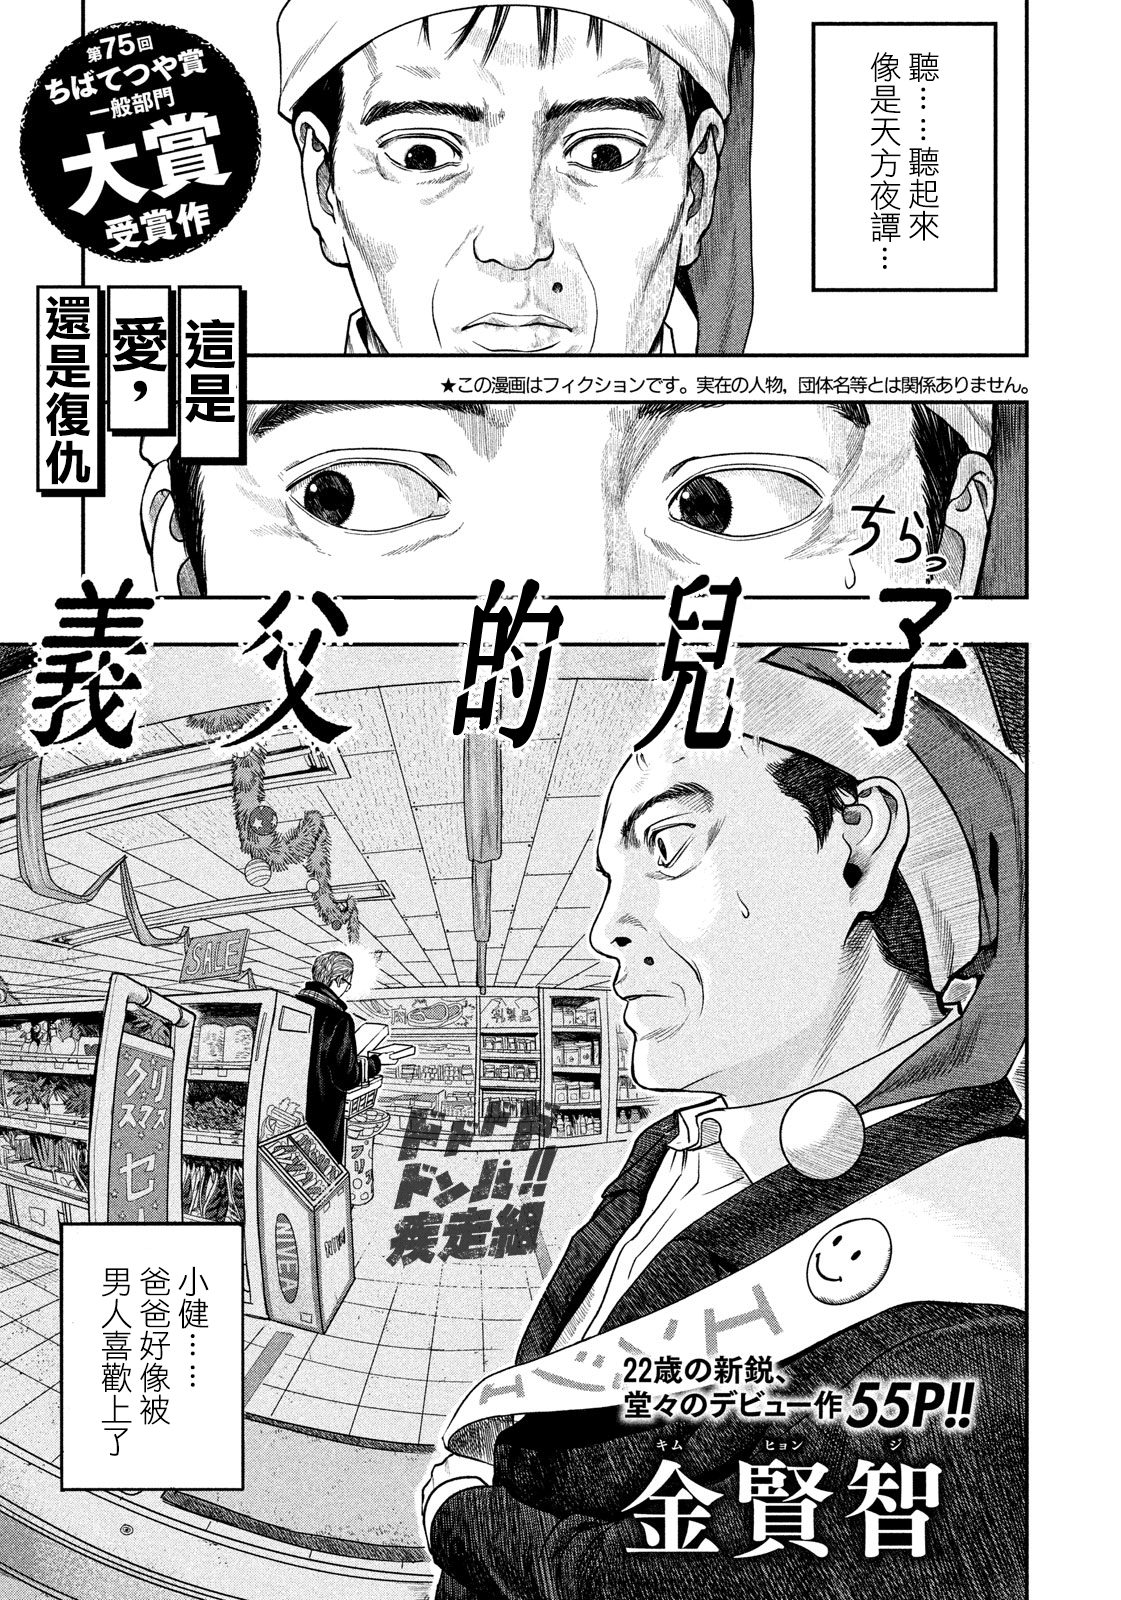 聽……聽起來
像是天方夜譚…
第75回
ちばてつや賞
一般部門
大賞
受賞作
這是
愛，
還是復仇
★この漫画はフィクションです。実在の人物，団体名等とは関係ありません。
ちらっ
義父的兒子
SALE
肉
乳製品
クリスマス
セ
NIVEA
ドドドド
ドンパ!!
疾走組
小健……
爸爸好像被
男人喜歡上了
22歳の新鋭、
堂々のデビュー作55P!!
キム ヒョン ジ
金賢智